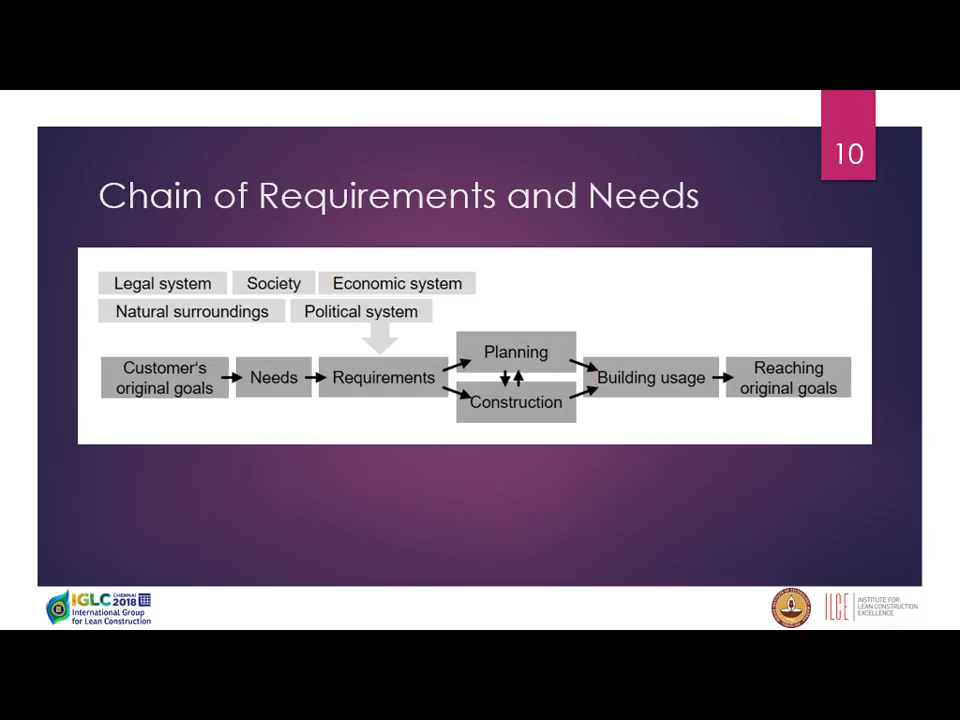 10
Chain of Requirements and Needs
Legal system
Society
Economic system
Natural surroundings
Political system
Customer's
original goals
Needs
Requirements
Planning
Construction
Building usage
Reaching
original goals
IGLC CHENNAI 2018
International Group
for Lean Construction
ILCE
INSTITUTE FOR
LEAN CONSTRUCTION
EXCELLENCE